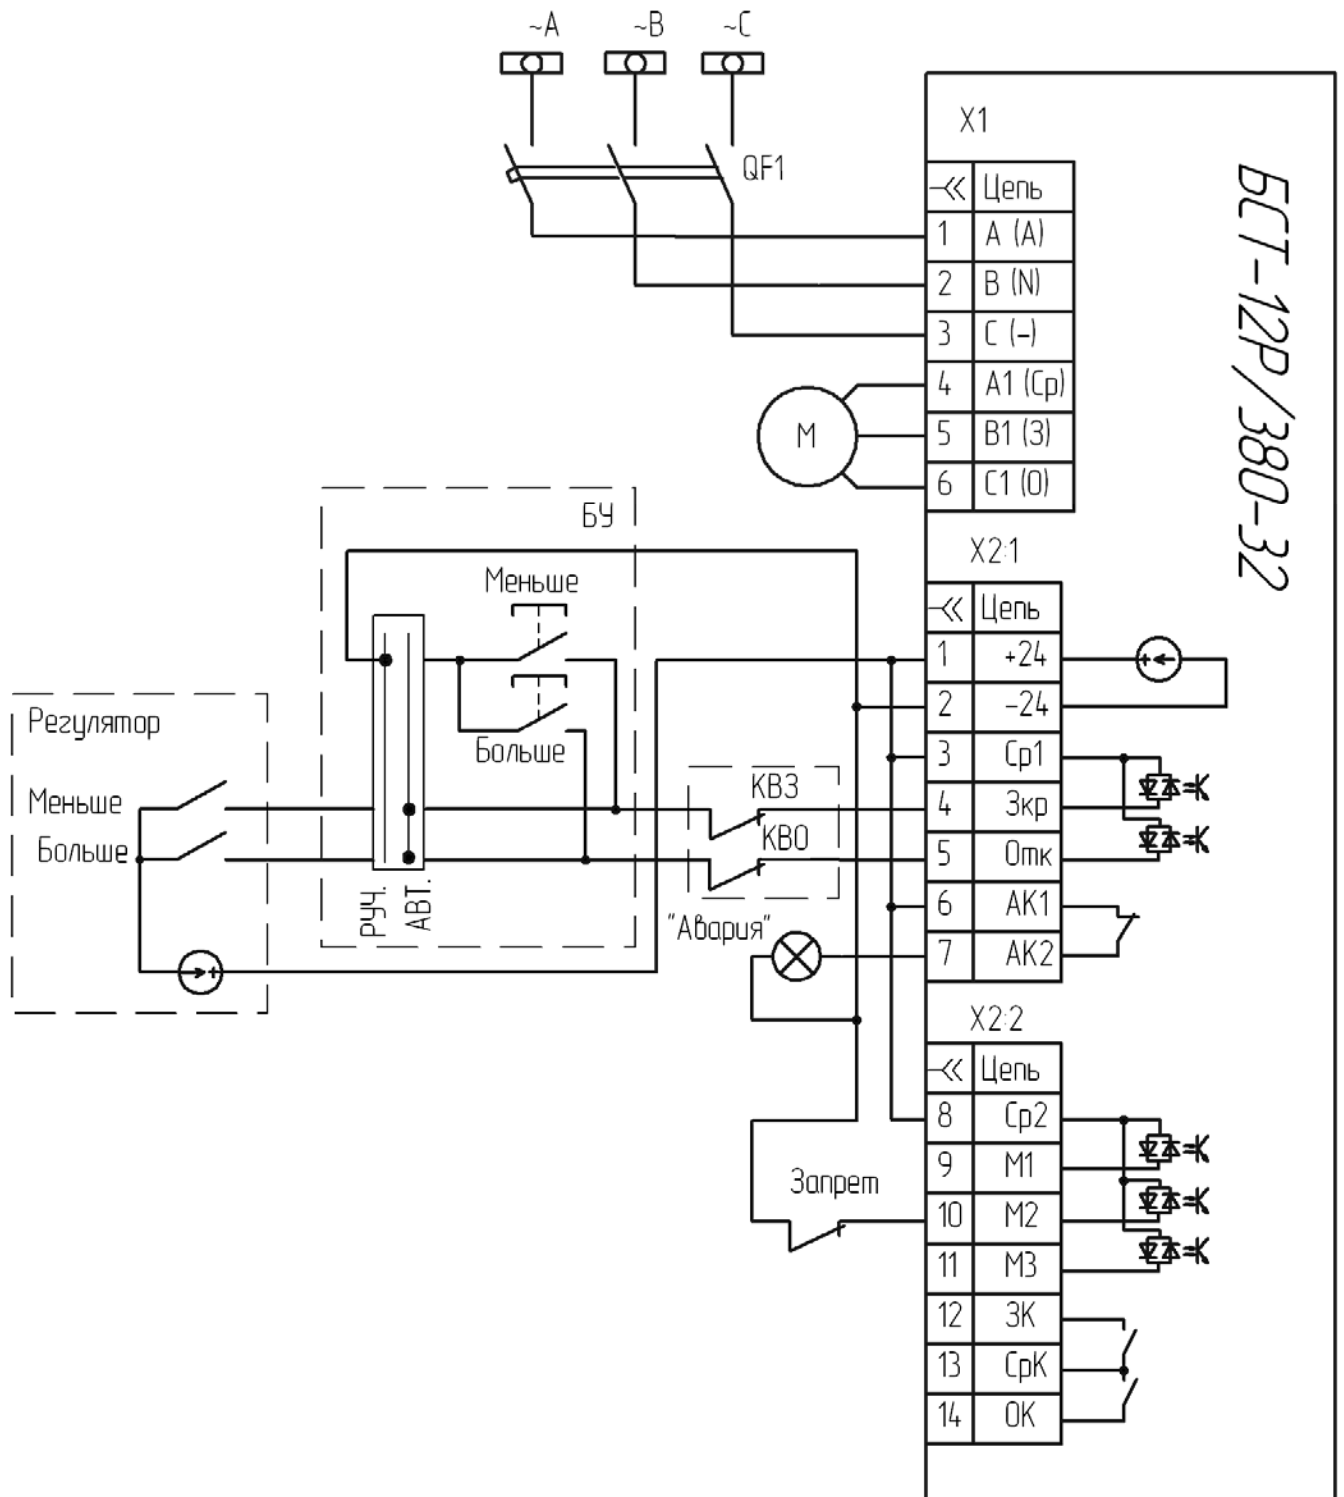 ~A
~B
~C
QF1
БСТ-12Р/380-32
X1
Цепь
1 A (A)
2 B (N)
3 C (-)
4 A1 (Ср)
5 B1 (З)
6 C1 (О)
M
X2:1
Цепь
1 +24
2 -24
3 Ср1
4 Зкр
5 Отк
6 АК1
7 АК2
X2:2
Цепь
8 Ср2
9 М1
10 М2
11 М3
12 ЗК
13 СрК
14 ОК
БУ
Меньше
Больше
РУЧ.
АВТ.
Регулятор
Меньше
Больше
КВЗ
КВО
"Авария"
Запрет